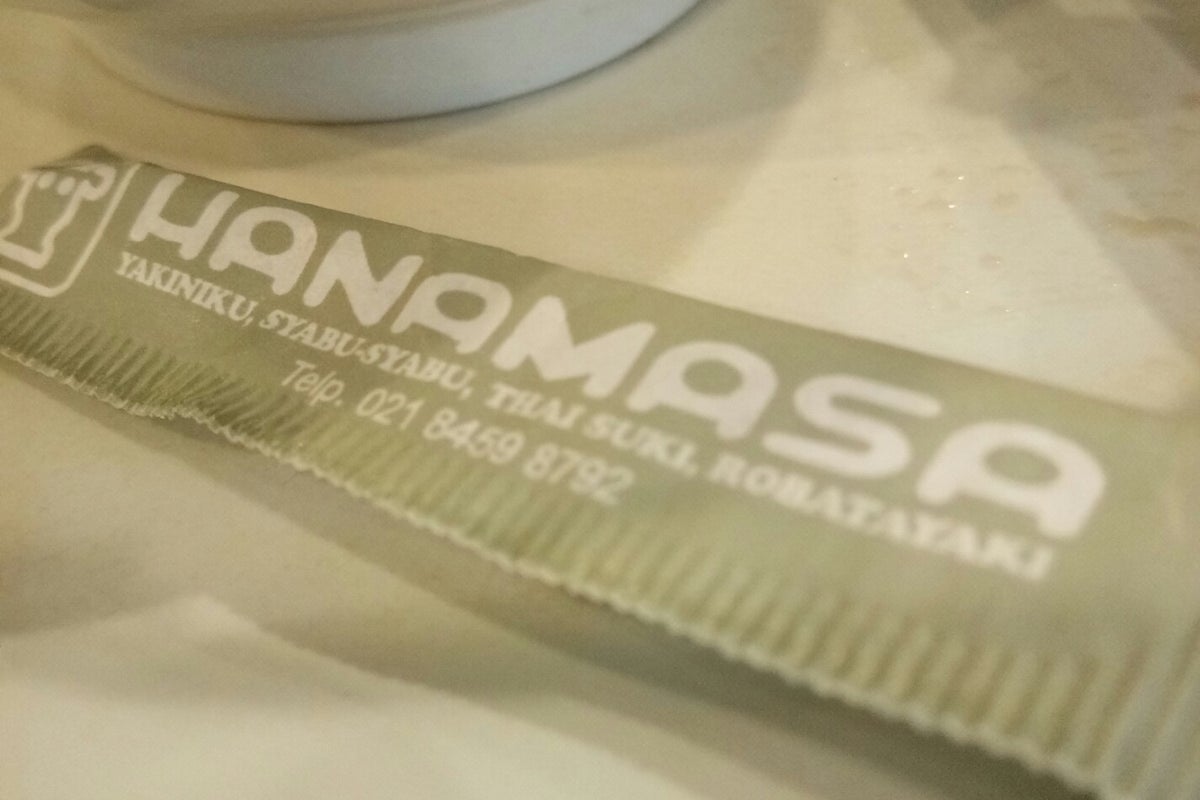 HANAMASA
YAKINIKU, SYABU-SYABU, THAI SUKI, ROBATAYAKI
Telp. 021 8459 8792